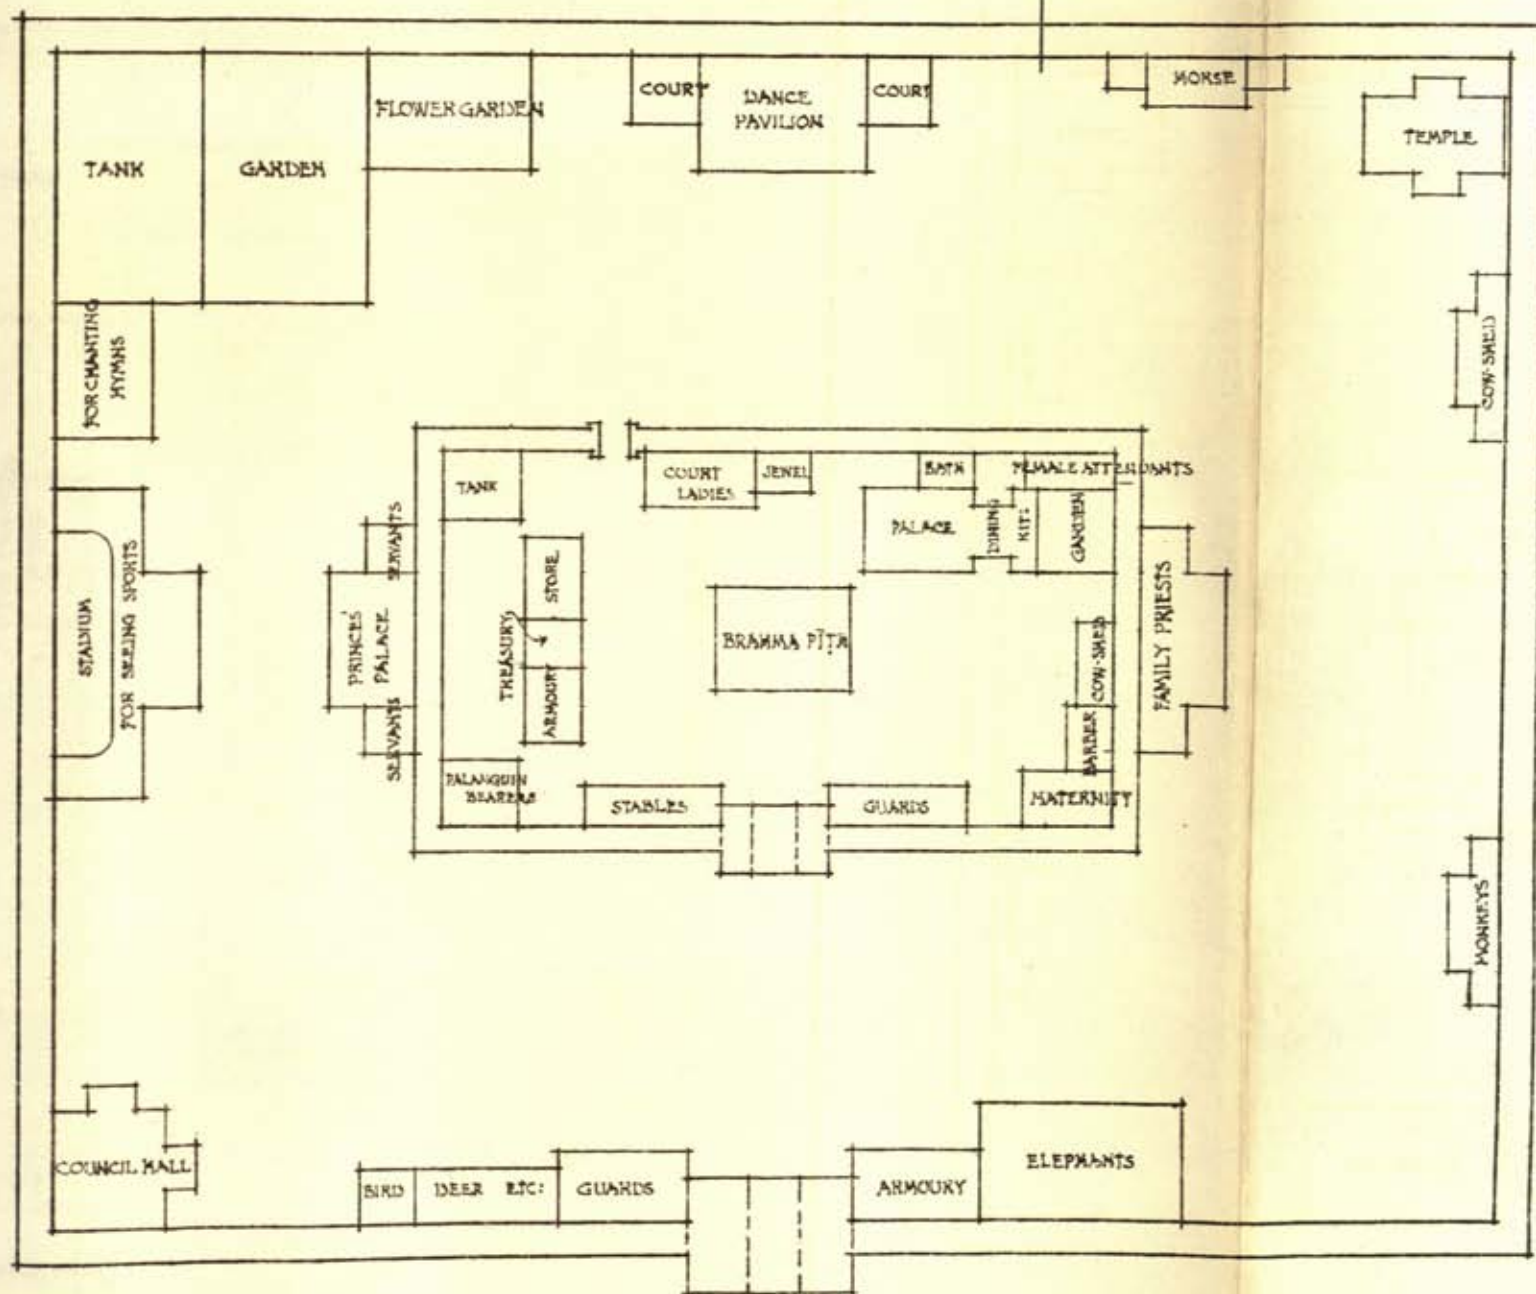 TANK
GARDEN
FLOWER GARDEN
COURT
DANCE
PAVILION
COURT
HORSE
TEMPLE
FOR CHANTING
HYMNS
COW-SHED
STADIUM
FOR SEEING SPORTS
PRINCES'
PALACE
SERVANTS
SERVANTS
TANK
COURT
LADIES
JEWEL
BATH
FEMALE ATTENDANTS
PALACE
DINING
KIT:
GARDEN
STORE
TREASURY
ARMOURY
BRAHMA PĪṬH
COW-SHED
BARBER
FAMILY PRIESTS
PALANQUIN
BEARERS
STABLES
GUARDS
MATERNITY
MONKEYS
COUNCIL HALL
BIRD
DEER ETC:
GUARDS
ARMOURY
ELEPHANTS